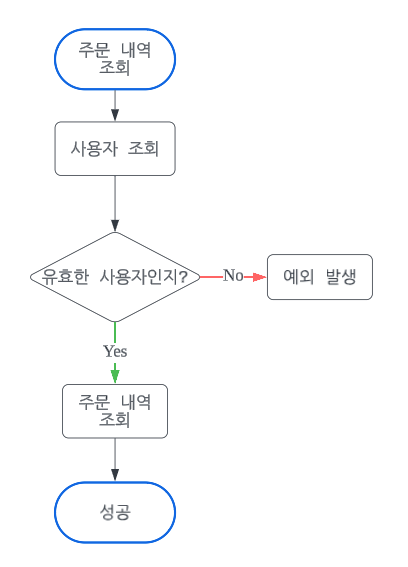 주문 내역
조회
사용자 조회
유효한 사용자인지?
No
예외 발생
Yes
주문 내역
조회
성공